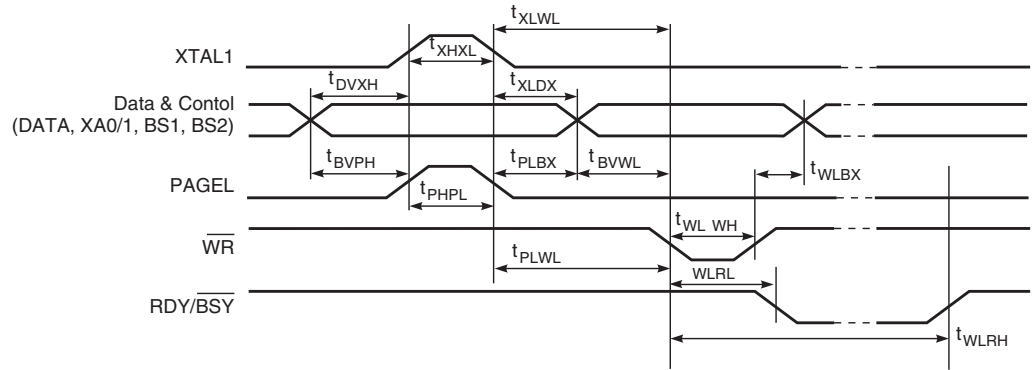 tXLWL
XTAL1
tXHXL
tDVXH
tXLDX
Data & Contol
(DATA, XA0/1, BS1, BS2)
tBVPH
tPLBX
tBVWL
tWLBX
PAGEL
tPHPL
tWL WH
WR
tPLWL
WLRL
RDY/BSY
tWLRH